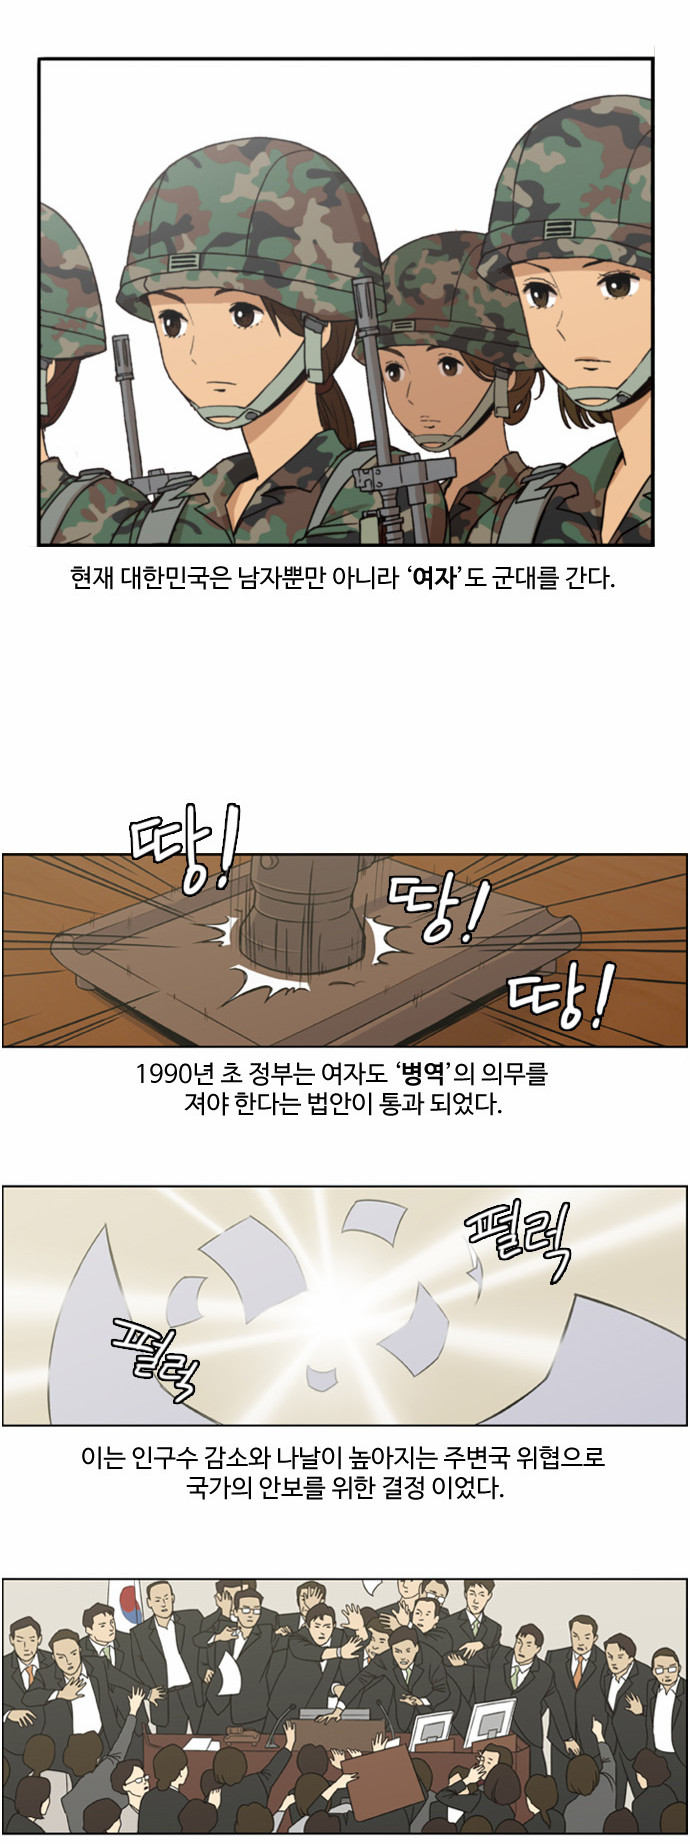 현재 대한민국은 남자뿐만 아니라 ‘여자’도 군대를 간다.
땅!
땅!
땅!
1990년 초 정부는 여자도 ‘병역’의 의무를
져야 한다는 법안이 통과 되었다.
펄럭
펄럭
이는 인구수 감소와 나날이 높아지는 주변국 위협으로
국가의 안보를 위한 결정 이었다.